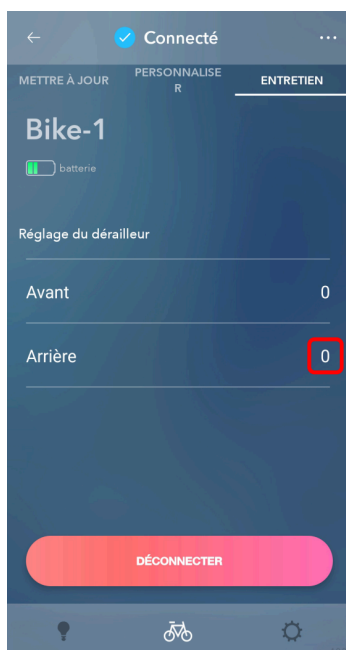 Connecté
METTRE À JOUR
PERSONNALISE
R
ENTRETIEN
Bike-1
batterie
Réglage du dérailleur
Avant 0
Arrière 0
DÉCONNECTER